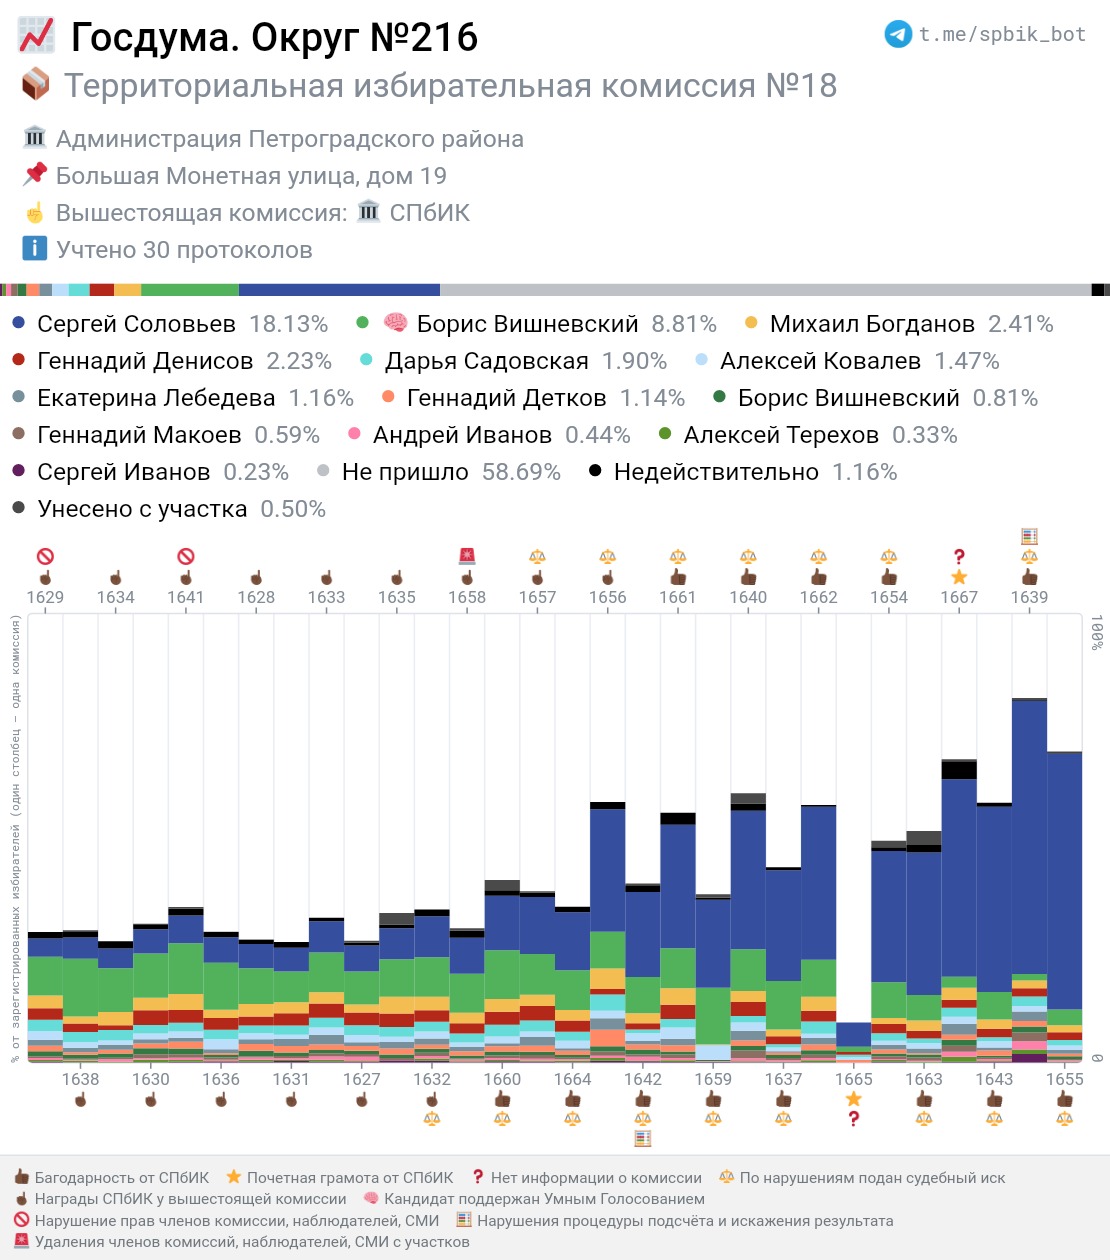 Госдума. Округ №216
t.me/spbik_bot
Территориальная избирательная комиссия №18
Администрация Петроградского района
Большая Монетная улица, дом 19
Вышестоящая комиссия: СПбИК
Учтено 30 протоколов
Сергей Соловьев 18.13% Борис Вишневский 8.81% Михаил Богданов 2.41%
Геннадий Денисов 2.23% Дарья Садовская 1.90% Алексей Ковалев 1.47%
Екатерина Лебедева 1.16% Геннадий Детков 1.14% Борис Вишневский 0.81%
Геннадий Макоев 0.59% Андрей Иванов 0.44% Алексей Терехов 0.33%
Сергей Иванов 0.23% Не пришло 58.69% Недействительно 1.16%
Унесено с участка 0.50%
1629 1634 1641 1628 1633 1635 1658 1657 1656 1661 1640 1662 1654 1667 1639
% от зарегистрированных избирателей (один столбец – одна комиссия)
100%
0
1638 1630 1636 1631 1627 1632 1660 1664 1642 1659 1637 1665 1663 1643 1655
Багодарность от СПбИК Почетная грамота от СПбИК Нет информации о комиссии По нарушениям подан судебный иск
Награды СПбИК у вышестоящей комиссии Кандидат поддержан Умным Голосованием
Нарушение прав членов комиссии, наблюдателей, СМИ Нарушения процедуры подсчёта и искажения результата
Удаления членов комиссий, наблюдателей, СМИ с участков